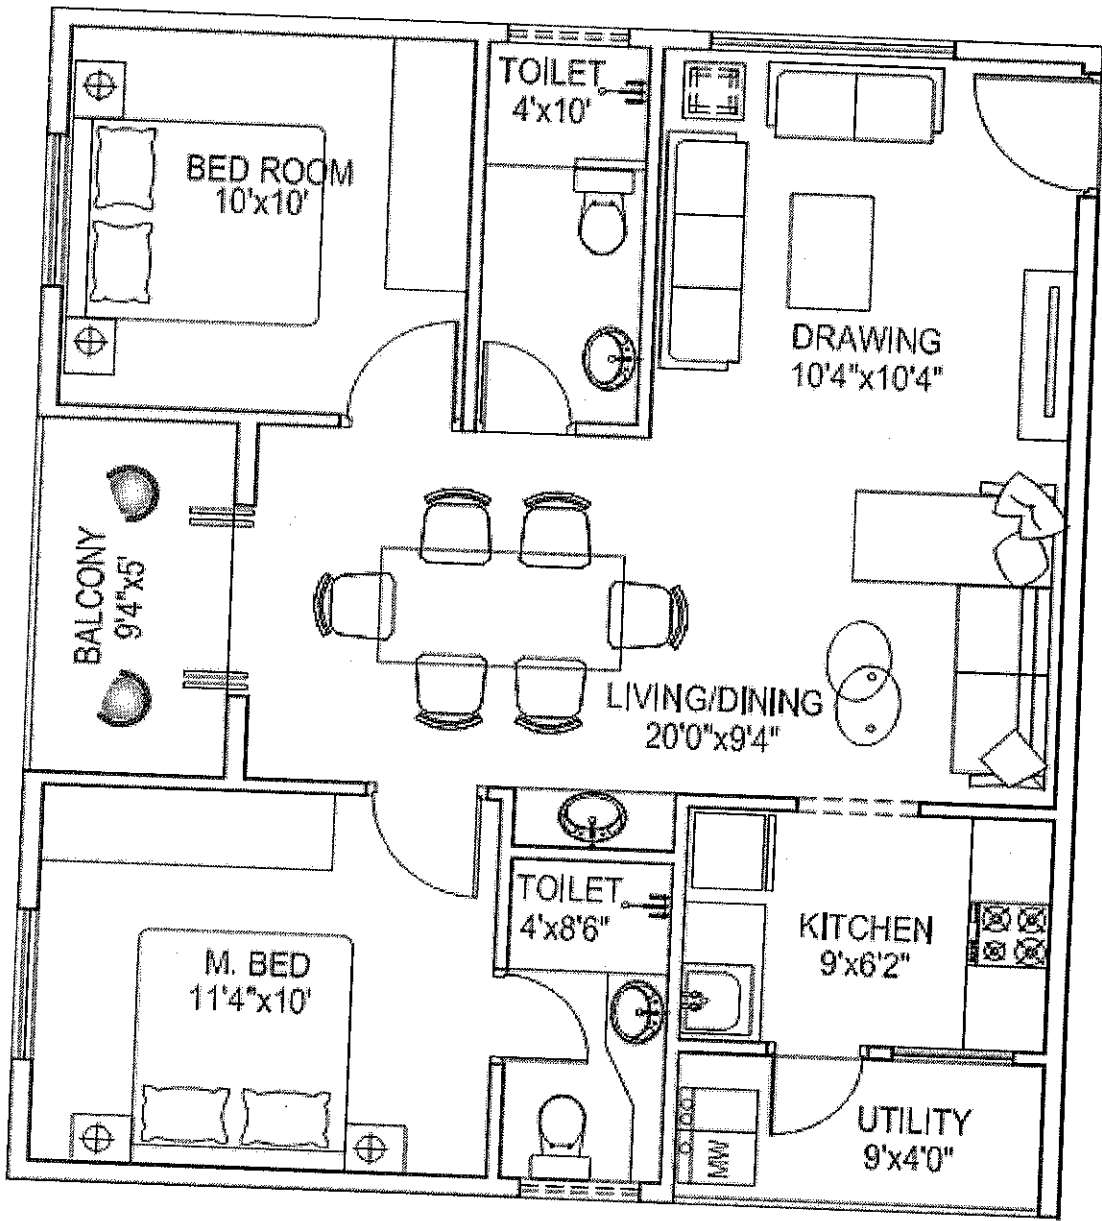 TOILET
4'x10'
BED ROOM
10'x10'
DRAWING
10'4"x10'4"
BALCONY
9'4"x5'
LIVING/DINING
20'0"x9'4"
TOILET
4'x8'6"
KITCHEN
9'x6'2"
M. BED
11'4"x10'
UTILITY
9'x4'0"
MW